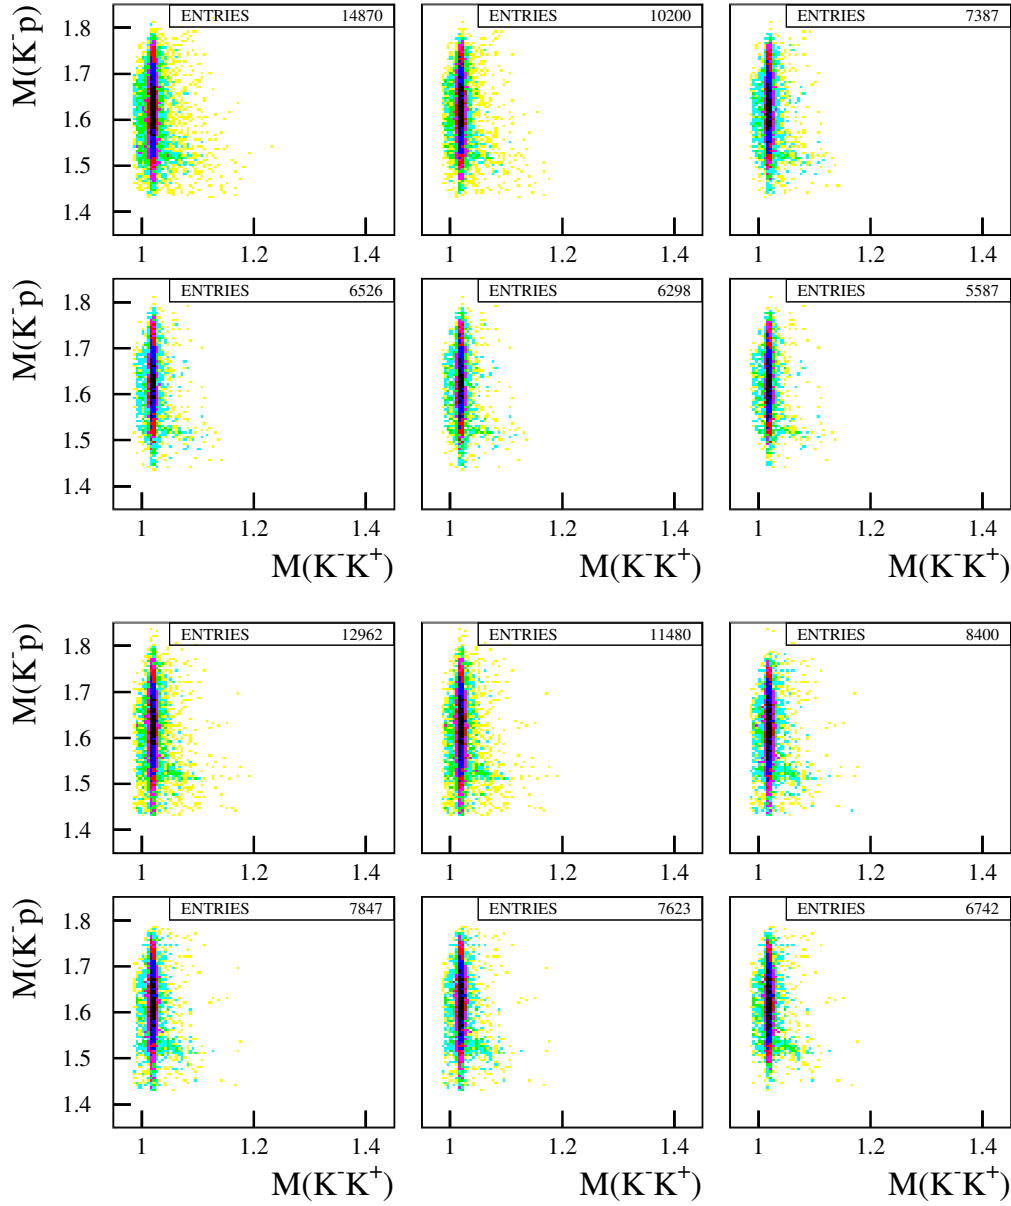 ENTRIES 14870
ENTRIES 10200
ENTRIES 7387
M(K⁻p)
1.8
1.7
1.6
1.5
1.4
1 1.2 1.4
1 1.2 1.4
1 1.2 1.4
ENTRIES 6526
ENTRIES 6298
ENTRIES 5587
M(K⁻p)
1.8
1.7
1.6
1.5
1.4
1 1.2 1.4
1 1.2 1.4
1 1.2 1.4
M(K⁻K⁺)
M(K⁻K⁺)
M(K⁻K⁺)
ENTRIES 12962
ENTRIES 11480
ENTRIES 8400
M(K⁻p)
1.8
1.7
1.6
1.5
1.4
1 1.2 1.4
1 1.2 1.4
1 1.2 1.4
ENTRIES 7847
ENTRIES 7623
ENTRIES 6742
M(K⁻p)
1.8
1.7
1.6
1.5
1.4
1 1.2 1.4
1 1.2 1.4
1 1.2 1.4
M(K⁻K⁺)
M(K⁻K⁺)
M(K⁻K⁺)